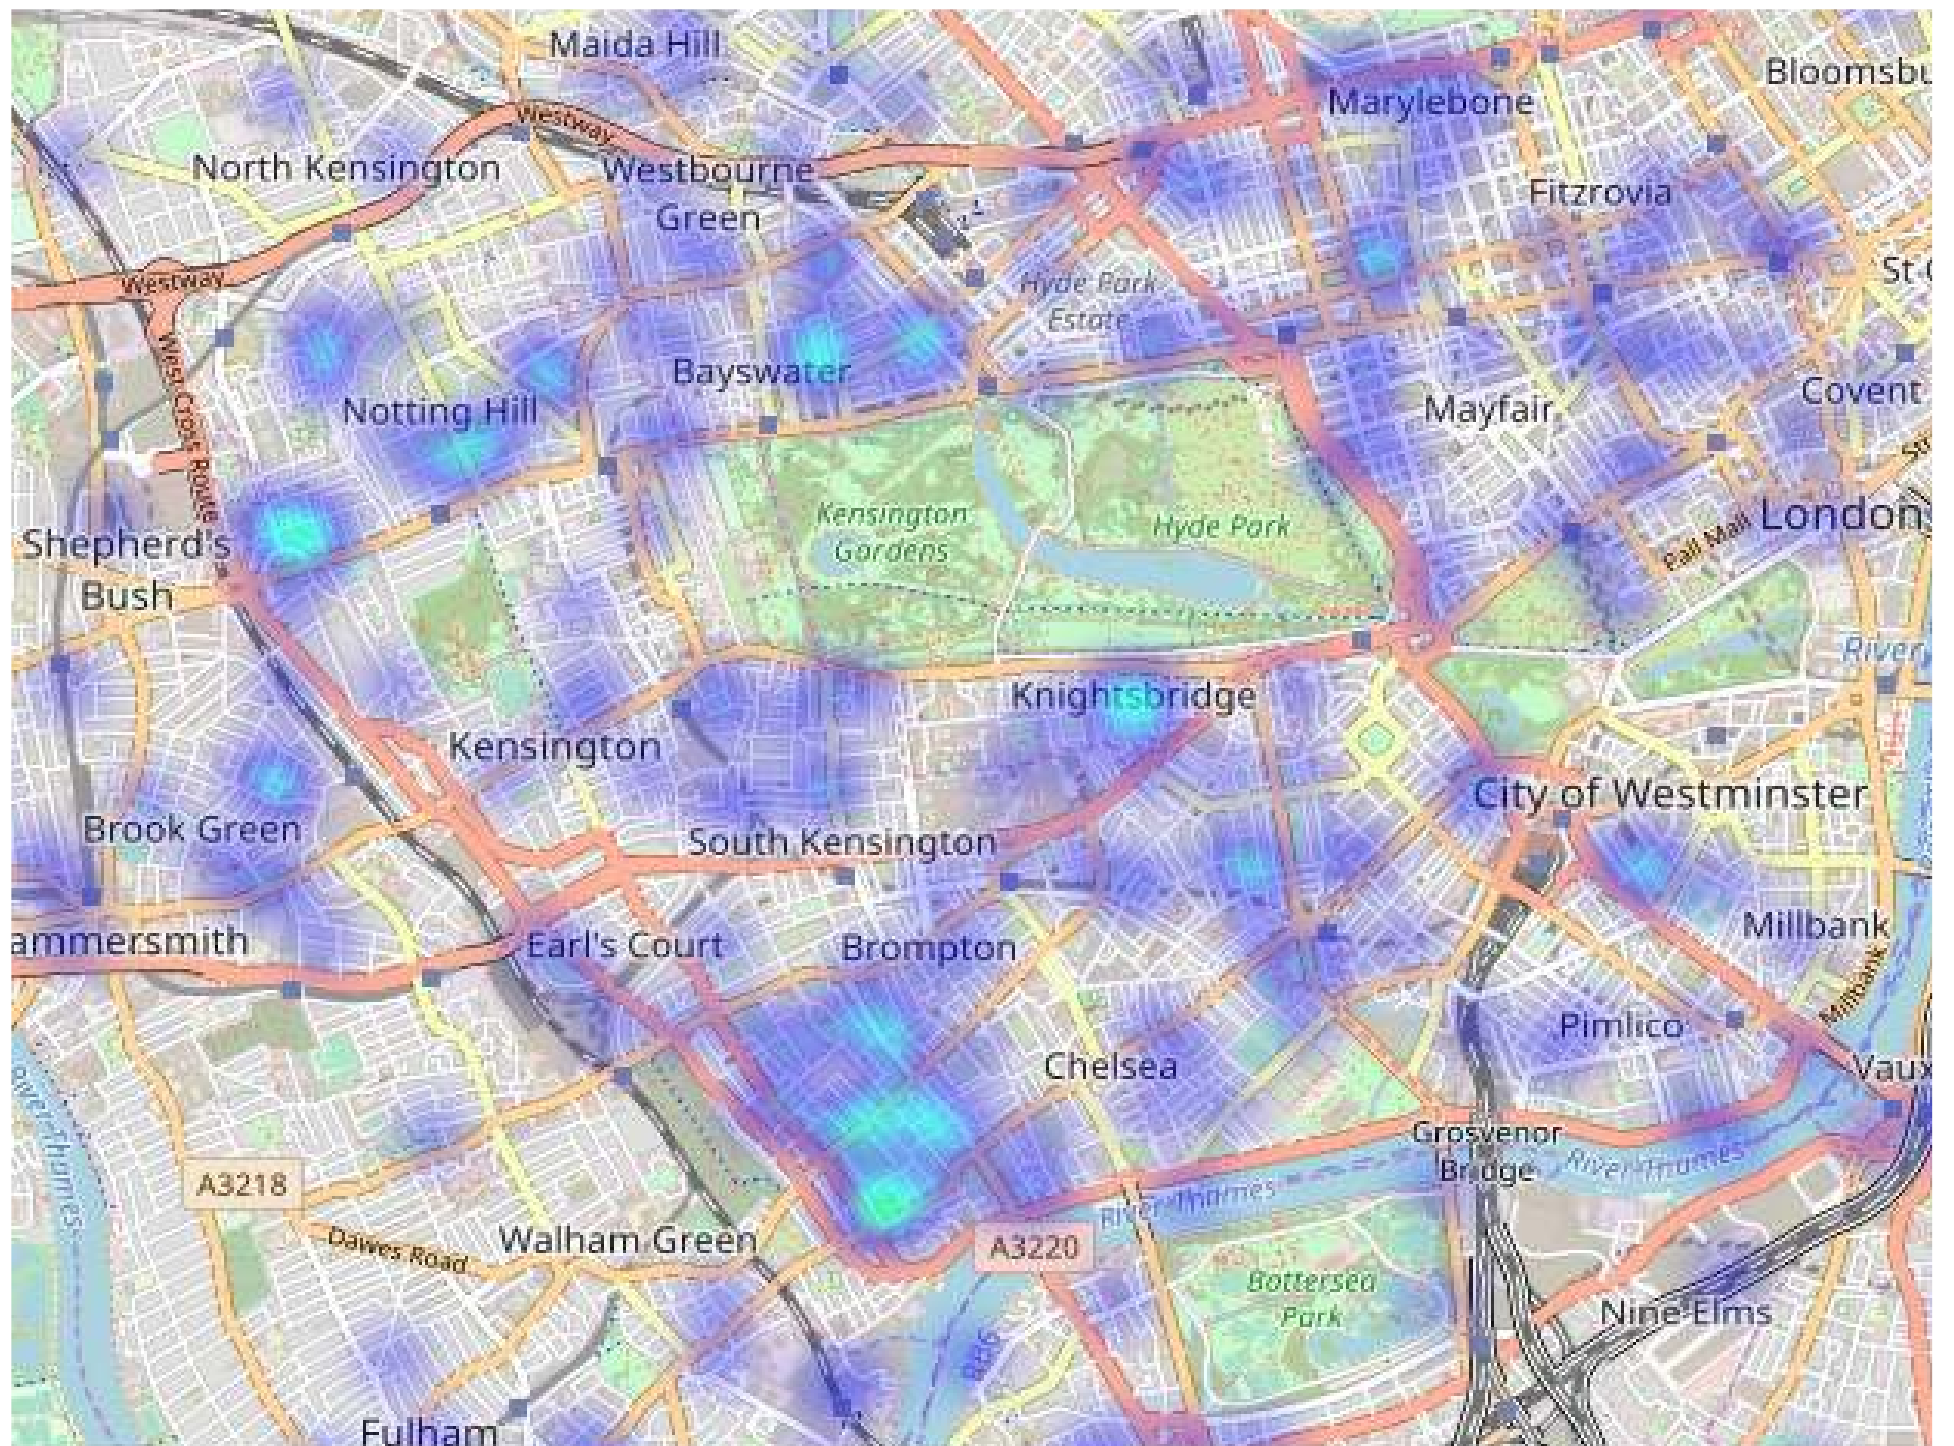 Maida Hill
Bloomsbu
Marylebone
Westway
North Kensington
Westbourne
Green
Fitzrovia
St
Westway
Hyde Park
Estate
West Cross Route
Bayswater
Covent
Notting Hill
Mayfair
Str
Kensington
Gardens
Hyde Park
London
Pall Mall
Shepherd's
Bush
River
Knightsbridge
Kensington
City of Westminster
Brook Green
South Kensington
Millbank
ammersmith
Earl's Court
Brompton
Millbank
Pimlico
Chelsea
Vaux
River Thames
Grosvenor
Bridge
River Thames
A3218
River Thames
Walham Green
A3220
Dawes Road
Battersea
Park
Nine Elms
Fulham